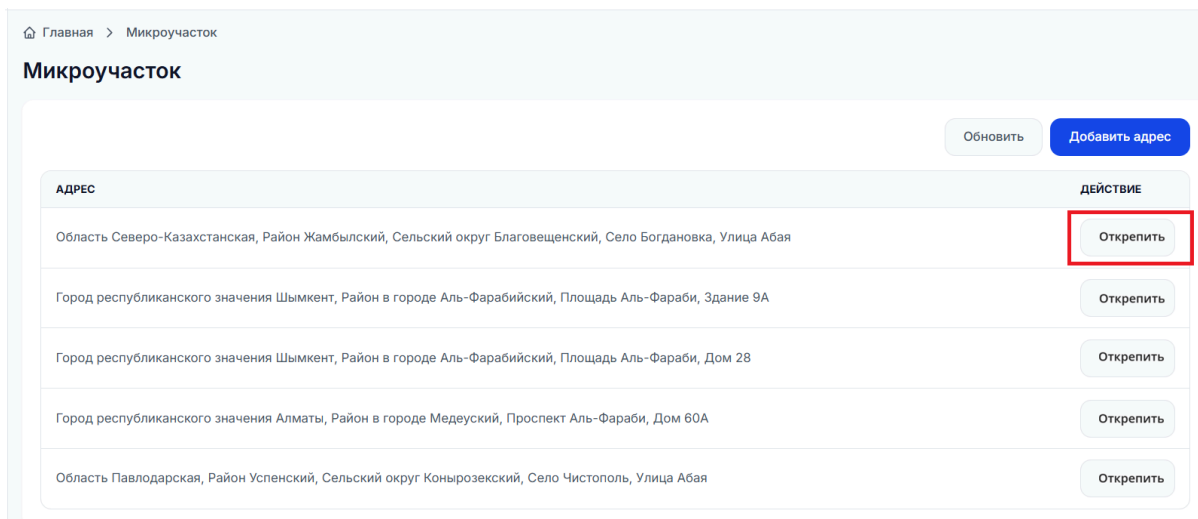 Главная > Микроучасток
Микроучасток
Обновить Добавить адрес
АДРЕС ДЕЙСТВИЕ
Область Северо-Казахстанская, Район Жамбылский, Сельский округ Благовещенский, Село Богдановка, Улица Абая Открепить
Город республиканского значения Шымкент, Район в городе Аль-Фарабийский, Площадь Аль-Фараби, Здание 9А Открепить
Город республиканского значения Шымкент, Район в городе Аль-Фарабийский, Площадь Аль-Фараби, Дом 28 Открепить
Город республиканского значения Алматы, Район в городе Медеуский, Проспект Аль-Фараби, Дом 60А Открепить
Область Павлодарская, Район Успенский, Сельский округ Конырозекский, Село Чистополь, Улица Абая Открепить